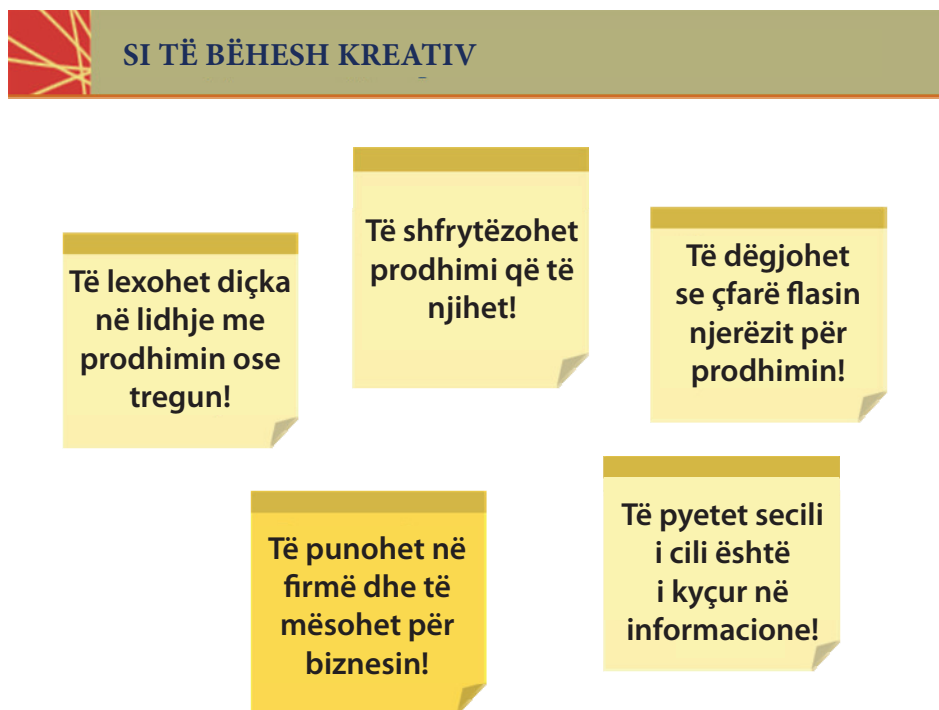 SI TË BËHESH KREATIV
Të lexohet diçka
në lidhje me
prodhimin ose
tregun!
Të shfrytëzohet
prodhimi që të
njihet!
Të dëgjohet
se çfarë flasin
njerëzit për
prodhimin!
Të punohet në
firmë dhe të
mësohet për
biznesin!
Të pyetet secili
i cili është
i kyçur në
informacione!